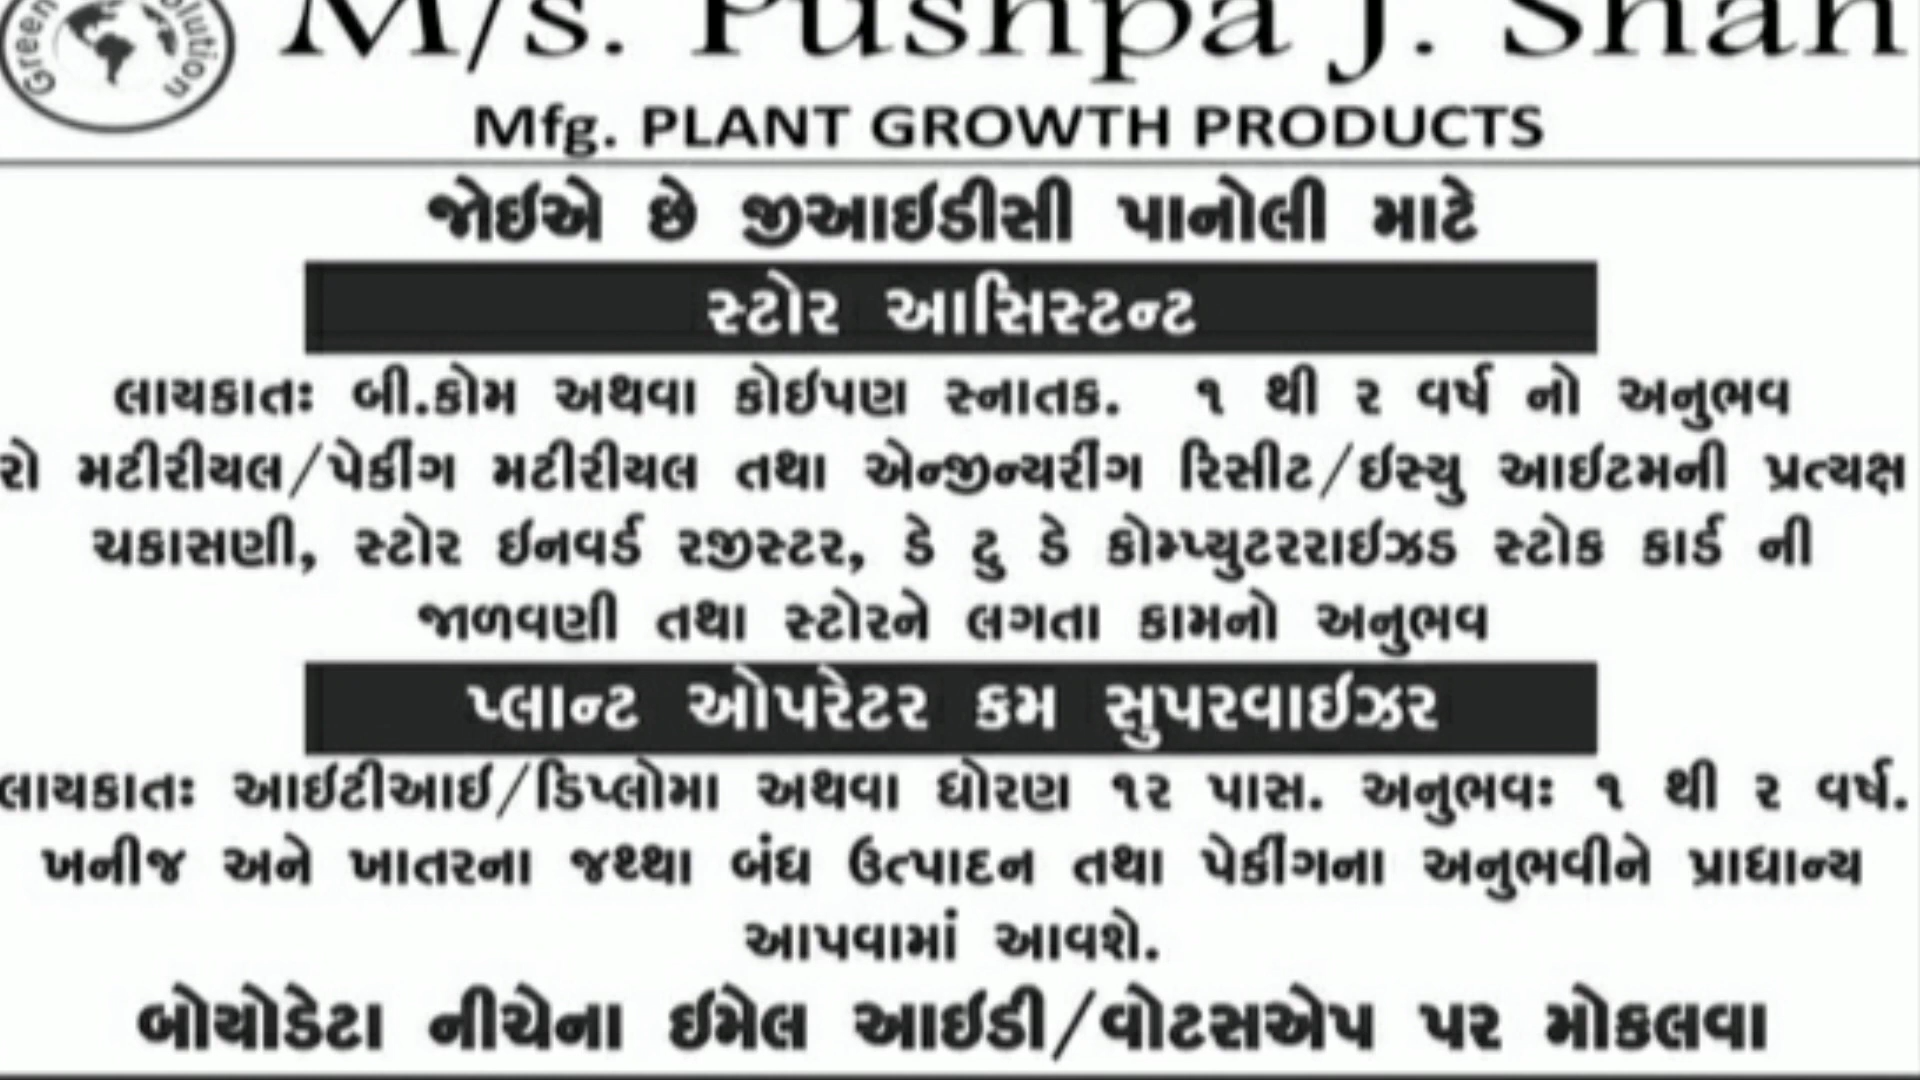 Green Solution
M/s. Pushpa J. Shah
Mfg. PLANT GROWTH PRODUCTS
જોઈએ છે જીઆઈડીસી પાનોલી માટે
સ્ટોર આસિસ્ટન્ટ
લાયકાતઃ બી.કોમ અથવા કોઈપણ સ્નાતક. ૧ થી ૨ વર્ષ નો અનુભવ
રો મટીરીયલ/પેકીંગ મટીરીયલ તથા એન્જીન્યરીંગ રિસીટ/ઈસ્યુ આઈટમની પ્રત્યક્ષ
ચકાસણી, સ્ટોર ઈનવર્ડ રજીસ્ટર, ડે ટુ ડે કોમ્પ્યુટરરાઈઝડ સ્ટોક કાર્ડ ની
જાળવણી તથા સ્ટોરને લગતા કામનો અનુભવ
પ્લાન્ટ ઓપરેટર કમ સુપરવાઈઝર
લાયકાતઃ આઈટીઆઈ/ડિપ્લોમા અથવા ધોરણ ૧૨ પાસ. અનુભવઃ ૧ થી ૨ વર્ષ.
ખનીજ અને ખાતરના જથ્થા બંધ ઉત્પાદન તથા પેકીંગના અનુભવીને પ્રાધાન્ય
આપવામાં આવશે.
બોયોડેટા નીચેના ઈમેલ આઈડી/વોટસએપ પર મોકલવા